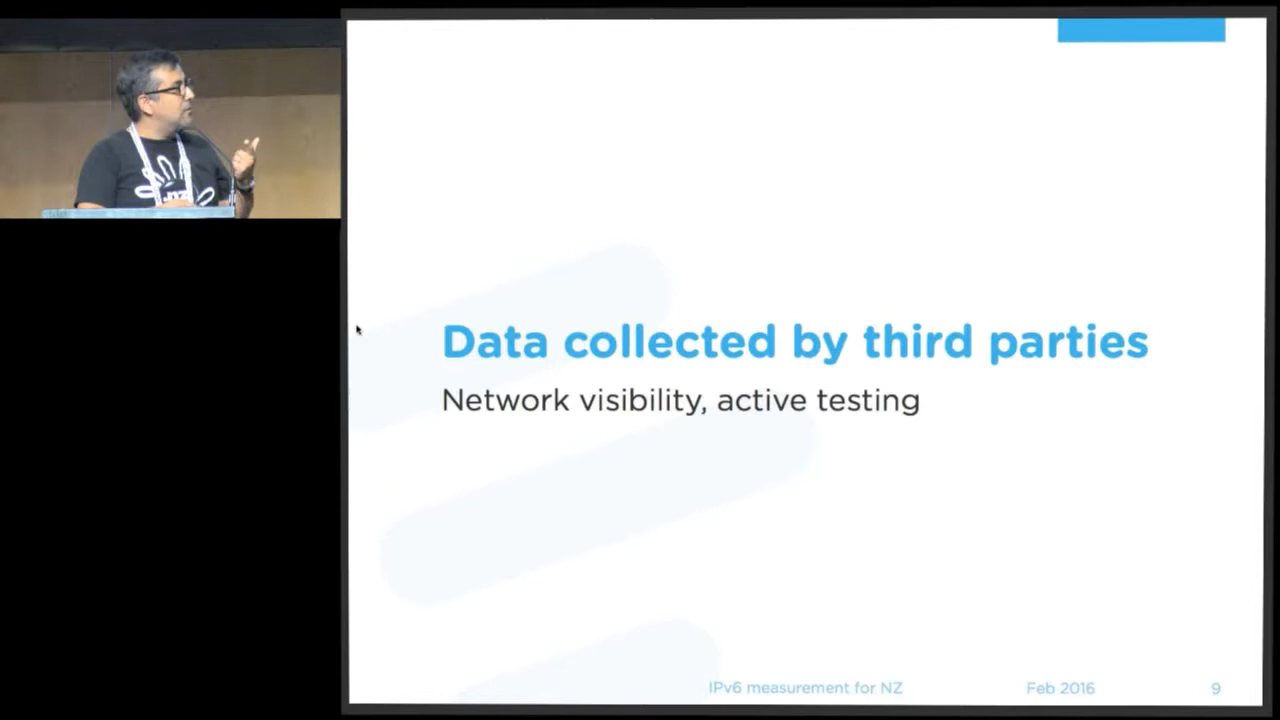 Data collected by third parties
Network visibility, active testing
IPv6 measurement for NZ Feb 2016 9